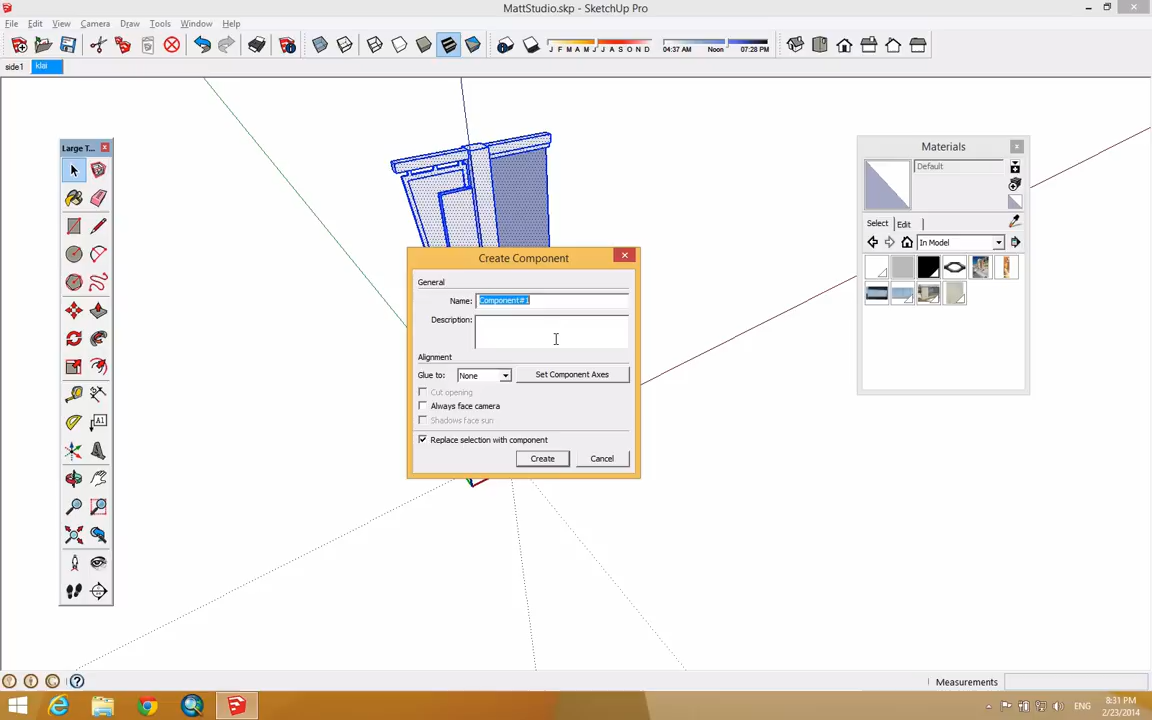 MattStudio.skp - SketchUp Pro
File Edit View Camera Draw Tools Window Help
J F M A M J J A S O N D
04:37 AM Noon 07:28 PM
side1 klai
Large T...
A1
Materials
Default
Select Edit
In Model
Create Component
General
Name: Component#1
Description:
Alignment
Glue to: None Set Component Axes
Cut opening
Always face camera
Shadows face sun
Replace selection with component
Create Cancel
Measurements
ENG
8:31 PM
2/23/2014